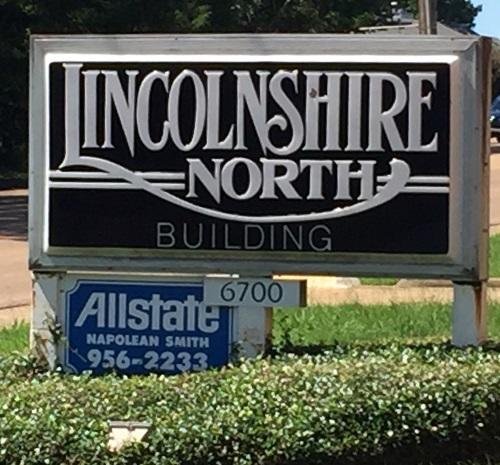 LINCOLNSHIRE
NORTH
BUILDING
6700
Allstate
NAPOLEAN SMITH
956-2233